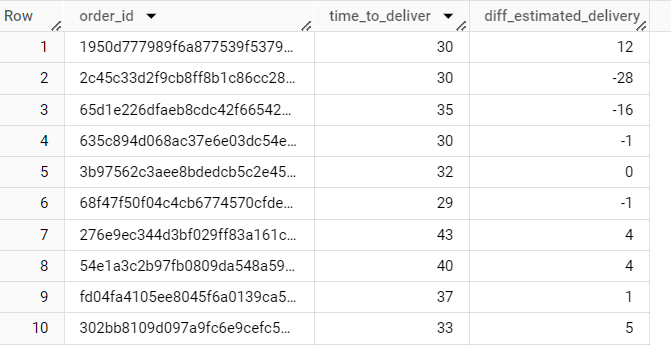 Row order_id time_to_deliver diff_estimated_delivery
1 1950d777989f6a877539f5379... 30 12
2 2c45c33d2f9cb8ff8b1c86cc28... 30 -28
3 65d1e226dfaeb8cdc42f66542... 35 -16
4 635c894d068ac37e6e03dc54e... 30 -1
5 3b97562c3aee8bdedcb5c2e45... 32 0
6 68f47f50f04c4cb6774570cfde... 29 -1
7 276e9ec344d3bf029ff83a161c... 43 4
8 54e1a3c2b97fb0809da548a59... 40 4
9 fd04fa4105ee8045f6a0139ca5... 37 1
10 302bb8109d097a9fc6e9cefc5... 33 5